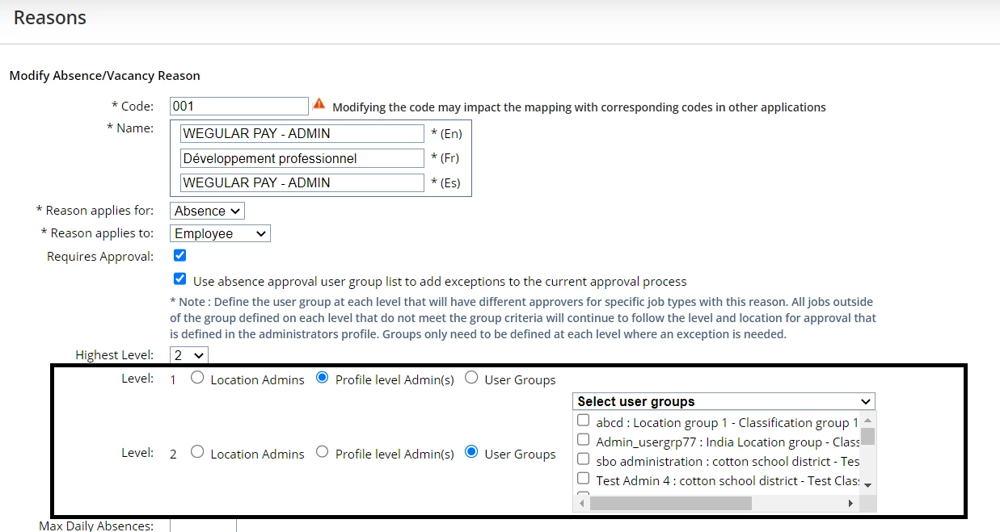 Reasons
Modify Absence/Vacancy Reason
* Code: 001 Modifying the code may impact the mapping with corresponding codes in other applications
* Name: WEGULAR PAY - ADMIN * (En)
Développement professionnel * (Fr)
WEGULAR PAY - ADMIN * (Es)
* Reason applies for: Absence
* Reason applies to: Employee
Requires Approval:
Use absence approval user group list to add exceptions to the current approval process
* Note : Define the user group at each level that will have different approvers for specific job types with this reason. All jobs outside
of the group defined on each level that do not meet the group criteria will continue to follow the level and location for approval that
is defined in the administrators profile. Groups only need to be defined at each level where an exception is needed.
Highest Level: 2
Level: 1 Location Admins Profile level Admin(s) User Groups
Select user groups
abcd : Location group 1 - Classification group 1
Admin_usergrp77 : India Location group - Clas
sbo administration : cotton school district - Tes
Test Admin 4 : cotton school district - Test Clas
Level: 2 Location Admins Profile level Admin(s) User Groups
Max Daily Absences: